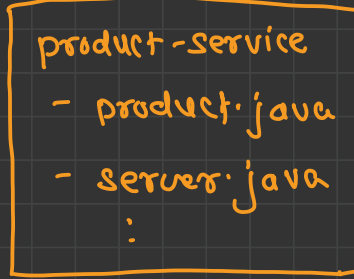 product-service
- product.java
- server.java
: